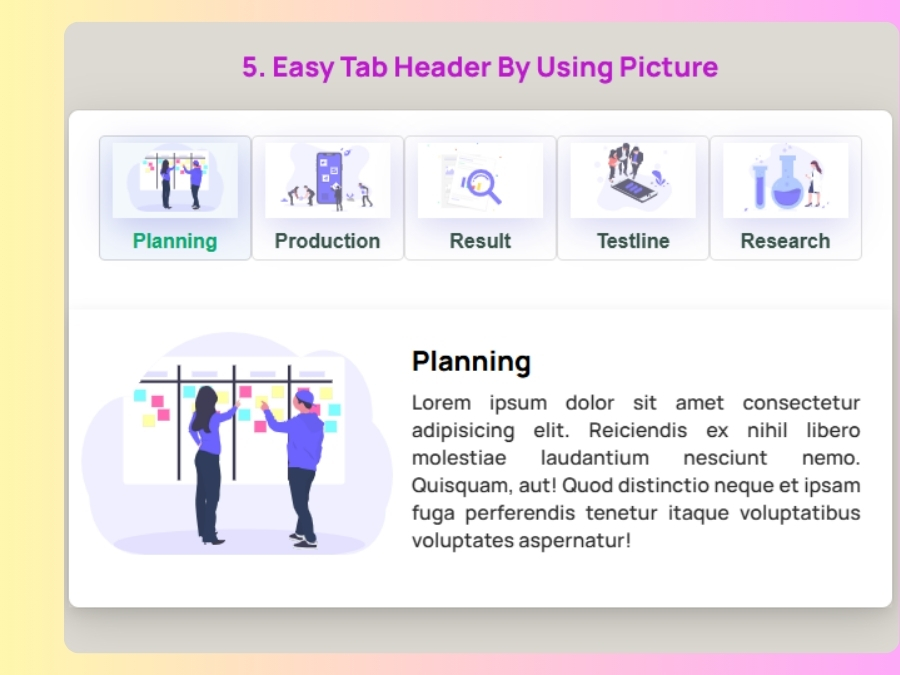 5. Easy Tab Header By Using Picture
Planning Production Result Testline Research
Planning
Lorem ipsum dolor sit amet consectetur
adipisicing elit. Reiciendis ex nihil libero
molestiae laudantium nesciunt nemo.
Quisquam, aut! Quod distinctio neque et ipsam
fuga perferendis tenetur itaque voluptatibus
voluptates aspernatur!